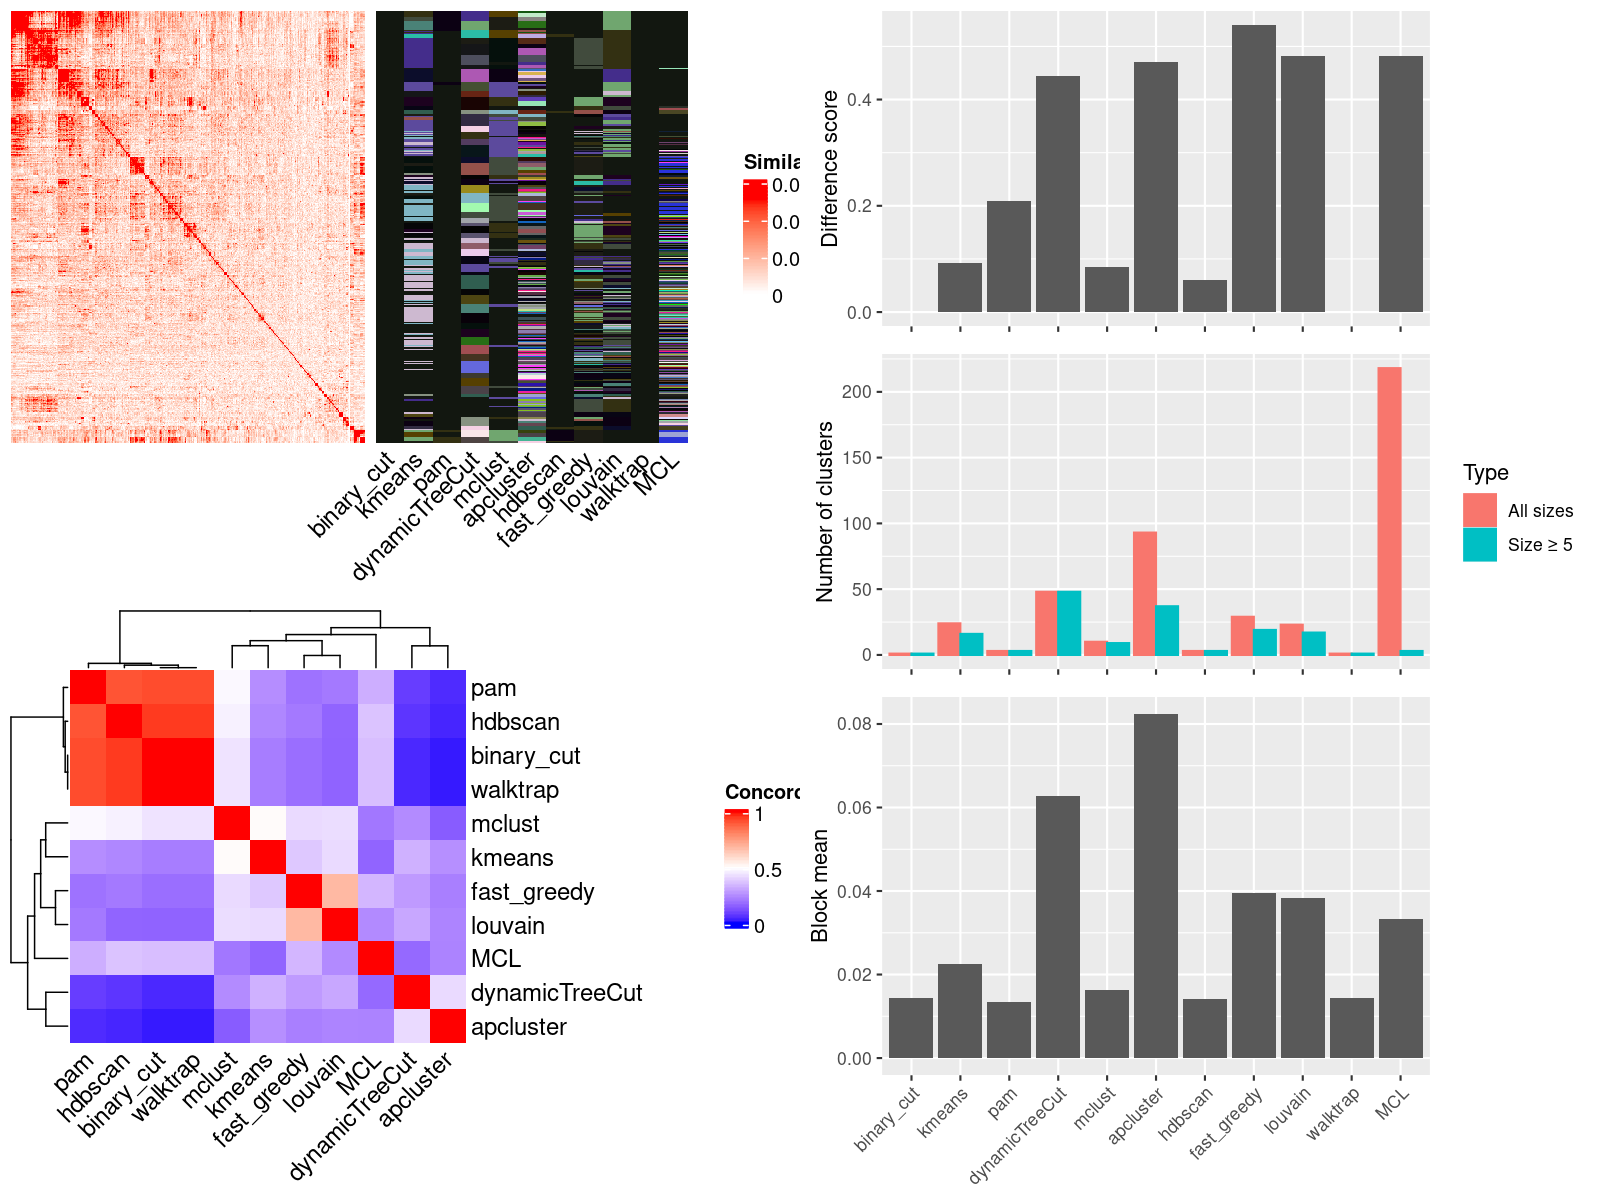 Simila
0.0
0.0
0.0
0
binary_cut
kmeans
pam
dynamicTreeCut
mclust
apcluster
hdbscan
fast_greedy
louvain
walktrap
MCL
pam
hdbscan
binary_cut
walktrap
mclust
kmeans
fast_greedy
louvain
MCL
dynamicTreeCut
apcluster
pam
hdbscan
binary_cut
walktrap
mclust
kmeans
fast_greedy
louvain
MCL
dynamicTreeCut
apcluster
Concord
1
0.5
0
Difference score
0.4
0.2
0.0
Number of clusters
200
150
100
50
0
Type
All sizes
Size ≥ 5
Block mean
0.08
0.06
0.04
0.02
0.00
binary_cut
kmeans
pam
dynamicTreeCut
mclust
apcluster
hdbscan
fast_greedy
louvain
walktrap
MCL